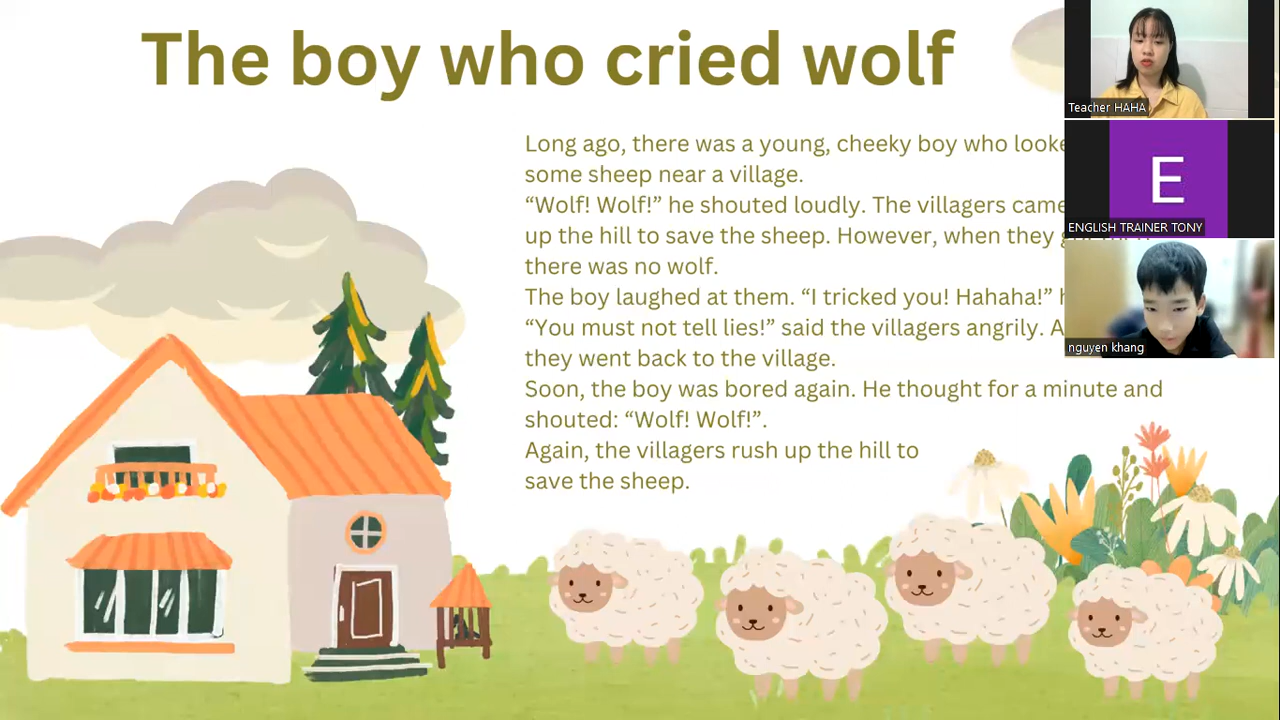 The boy who cried wolf
Long ago, there was a young, cheeky boy who
some sheep near a village.
“Wolf! Wolf!” he shouted loudly. The villagers came
up the hill to save the sheep. However, when they
there was no wolf.
The boy laughed at them. “I tricked you! Hahaha!”
“You must not tell lies!” said the villagers angrily.
they went back to the village.
Soon, the boy was bored again. He thought for a minute and
shouted: “Wolf! Wolf!”.
Again, the villagers rush up the hill to
save the sheep.
Teacher HAHA
E
ENGLISH TRAINER TONY
nguyen khang